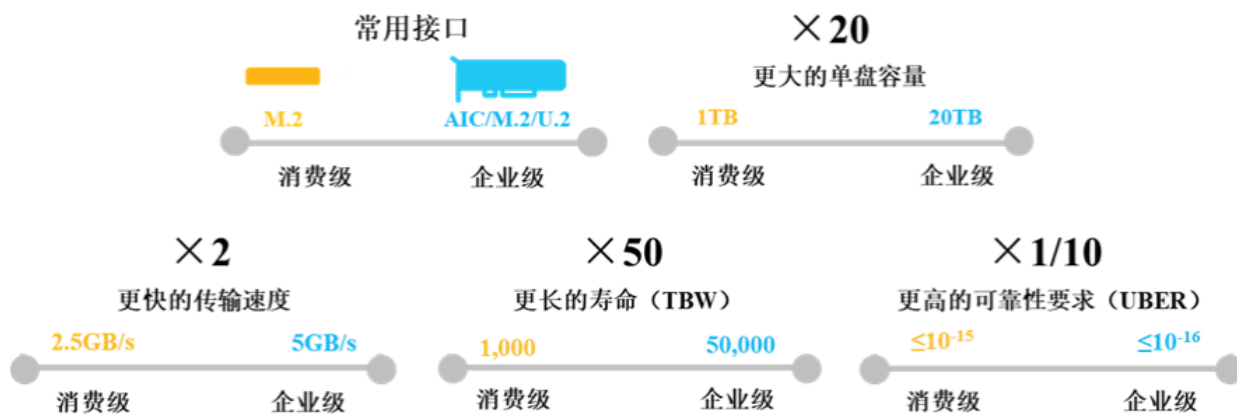 常用接口
M.2
AIC/M.2/U.2
消费级
企业级
×20
更大的单盘容量
1TB
20TB
消费级
企业级
×2
更快的传输速度
2.5GB/s
5GB/s
消费级
企业级
×50
更长的寿命（TBW）
1,000
50,000
消费级
企业级
×1/10
更高的可靠性要求（UBER）
≤10⁻¹⁵
≤10⁻¹⁶
消费级
企业级